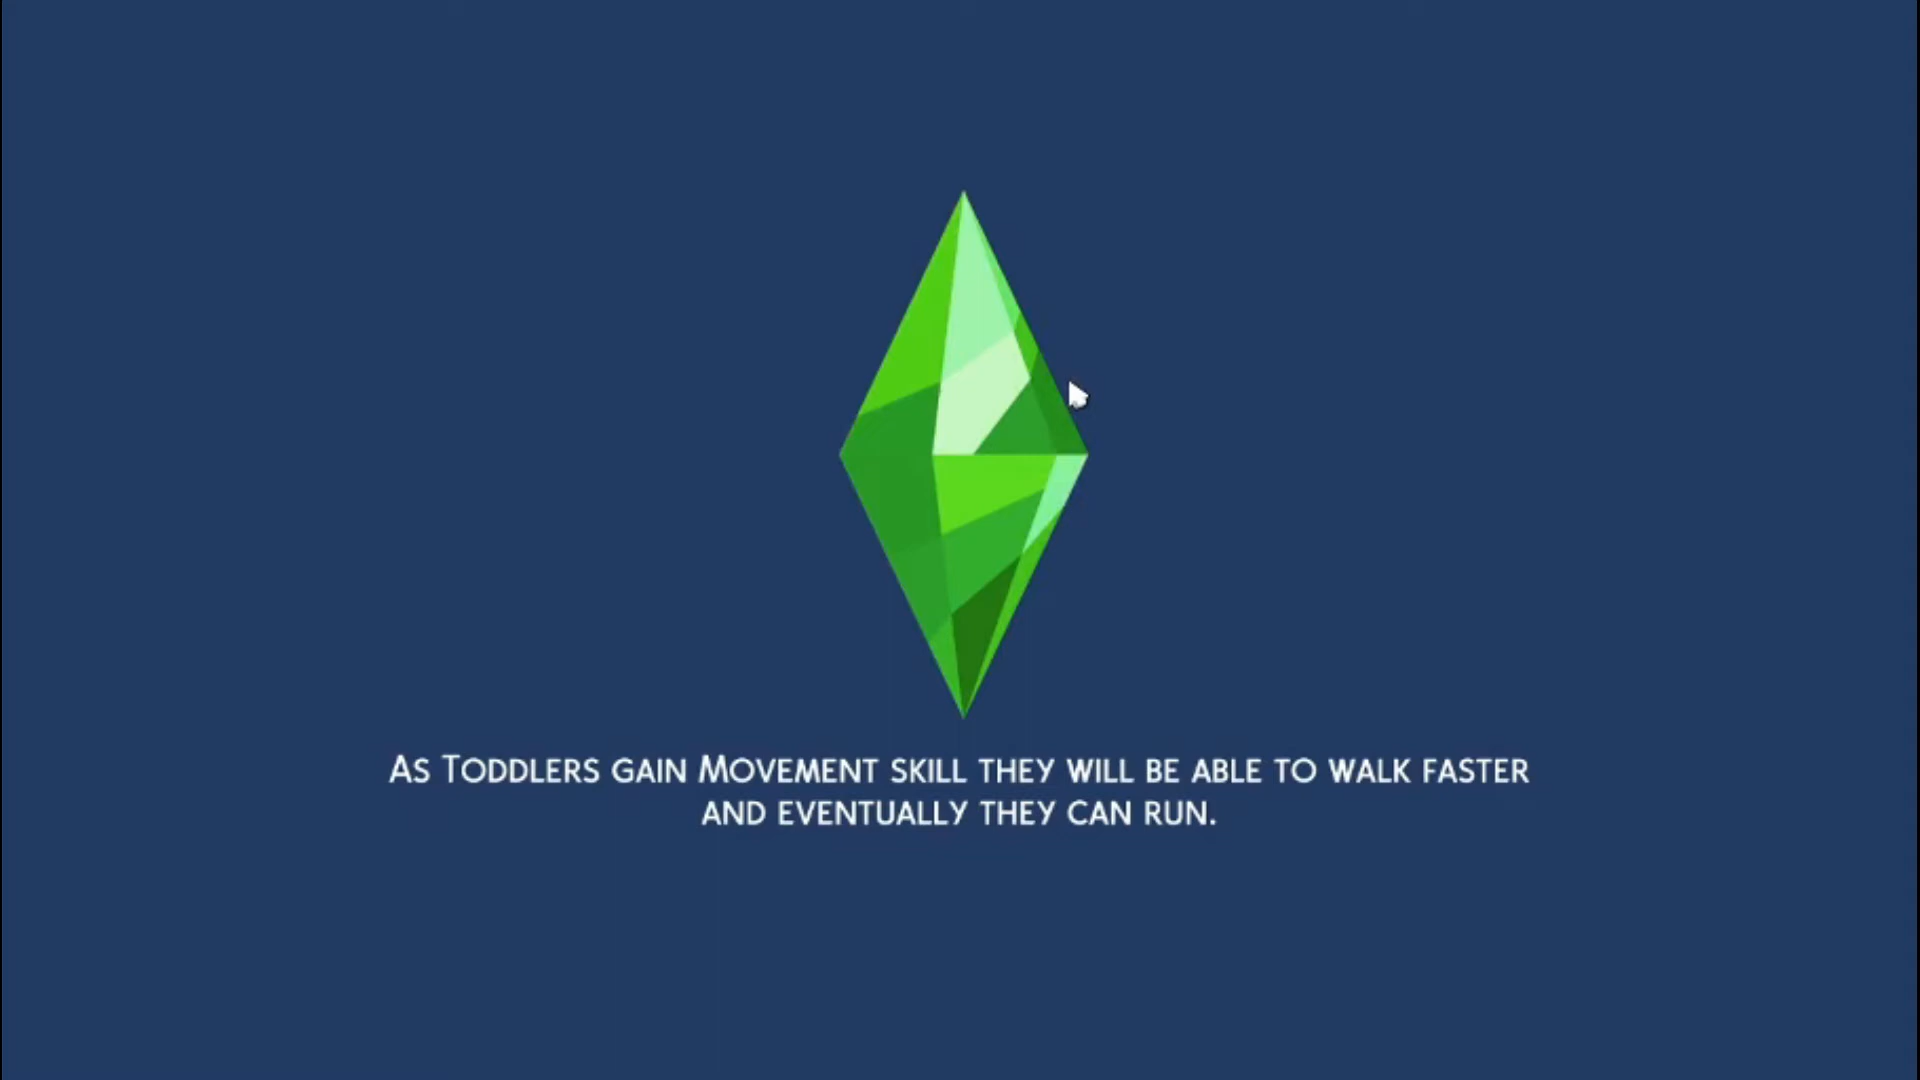 As Toddlers gain Movement skill they will be able to walk faster
and eventually they can run.